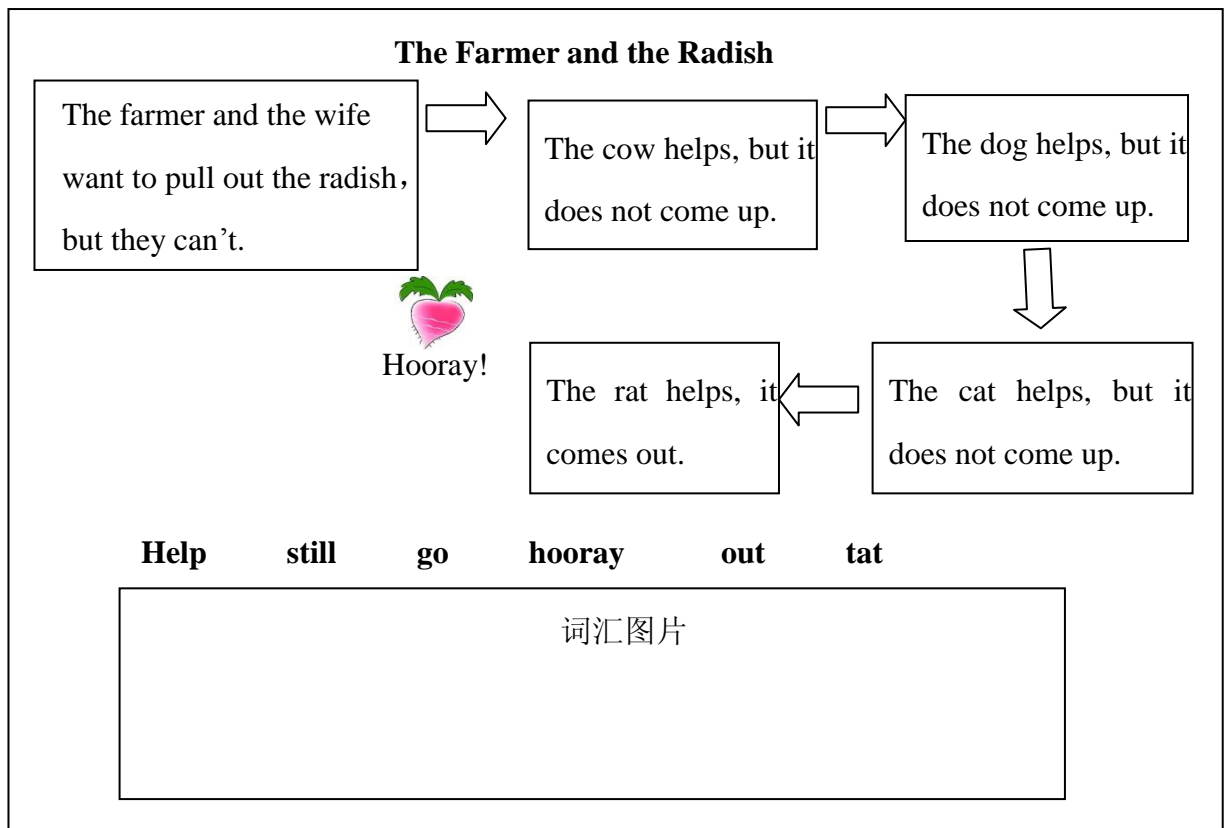 The Farmer and the Radish
The farmer and the wife
want to pull out the radish，
but they can’t.
The cow helps, but it
does not come up.
The dog helps, but it
does not come up.
The cat helps, but it
does not come up.
The rat helps, it
comes out.
Hooray!
Help still go hooray out tat
词汇图片